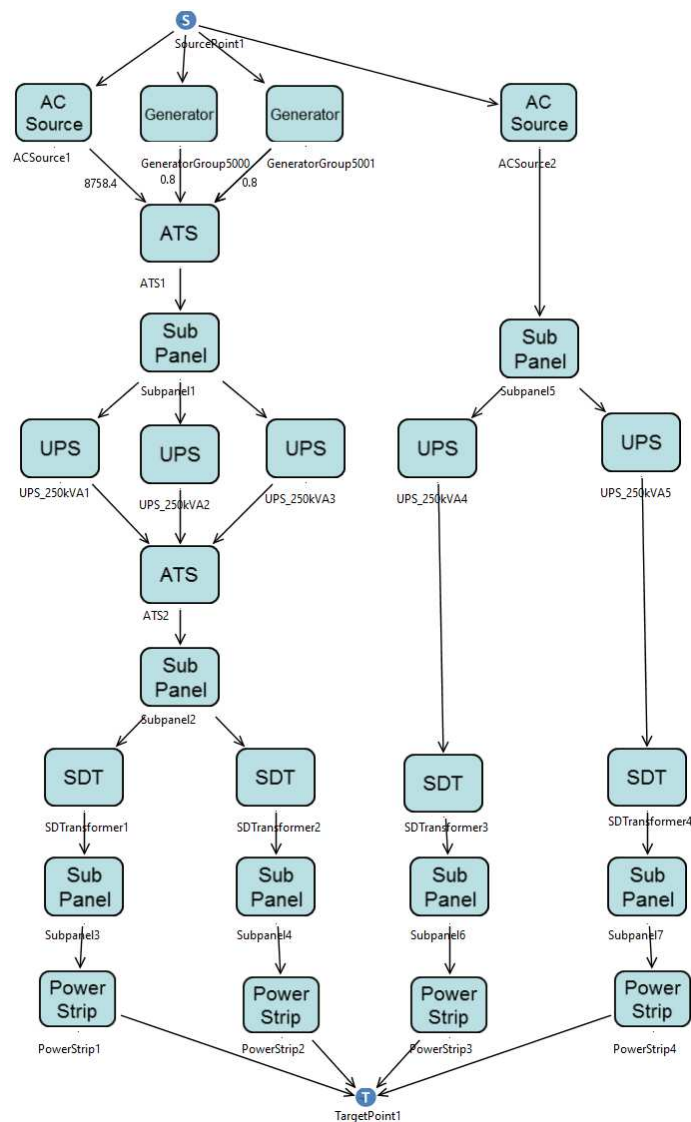 S
SourcePoint1
AC
Source
Generator
Generator
AC
Source
ACSource1
GeneratorGroup5000
GeneratorGroup5001
ACSource2
8758.4
0.8
0.8
ATS
ATS1
Sub
Panel
Sub
Panel
Subpanel1
Subpanel5
UPS
UPS
UPS
UPS
UPS
UPS_250kVA1
UPS_250kVA2
UPS_250kVA3
UPS_250kVA4
UPS_250kVA5
ATS
ATS2
Sub
Panel
Subpanel2
SDT
SDT
SDT
SDT
SDTransformer1
SDTransformer2
SDTransformer3
SDTransformer4
Sub
Panel
Sub
Panel
Sub
Panel
Sub
Panel
Subpanel3
Subpanel4
Subpanel6
Subpanel7
Power
Strip
Power
Strip
Power
Strip
Power
Strip
PowerStrip1
PowerStrip2
PowerStrip3
PowerStrip4
T
TargetPoint1